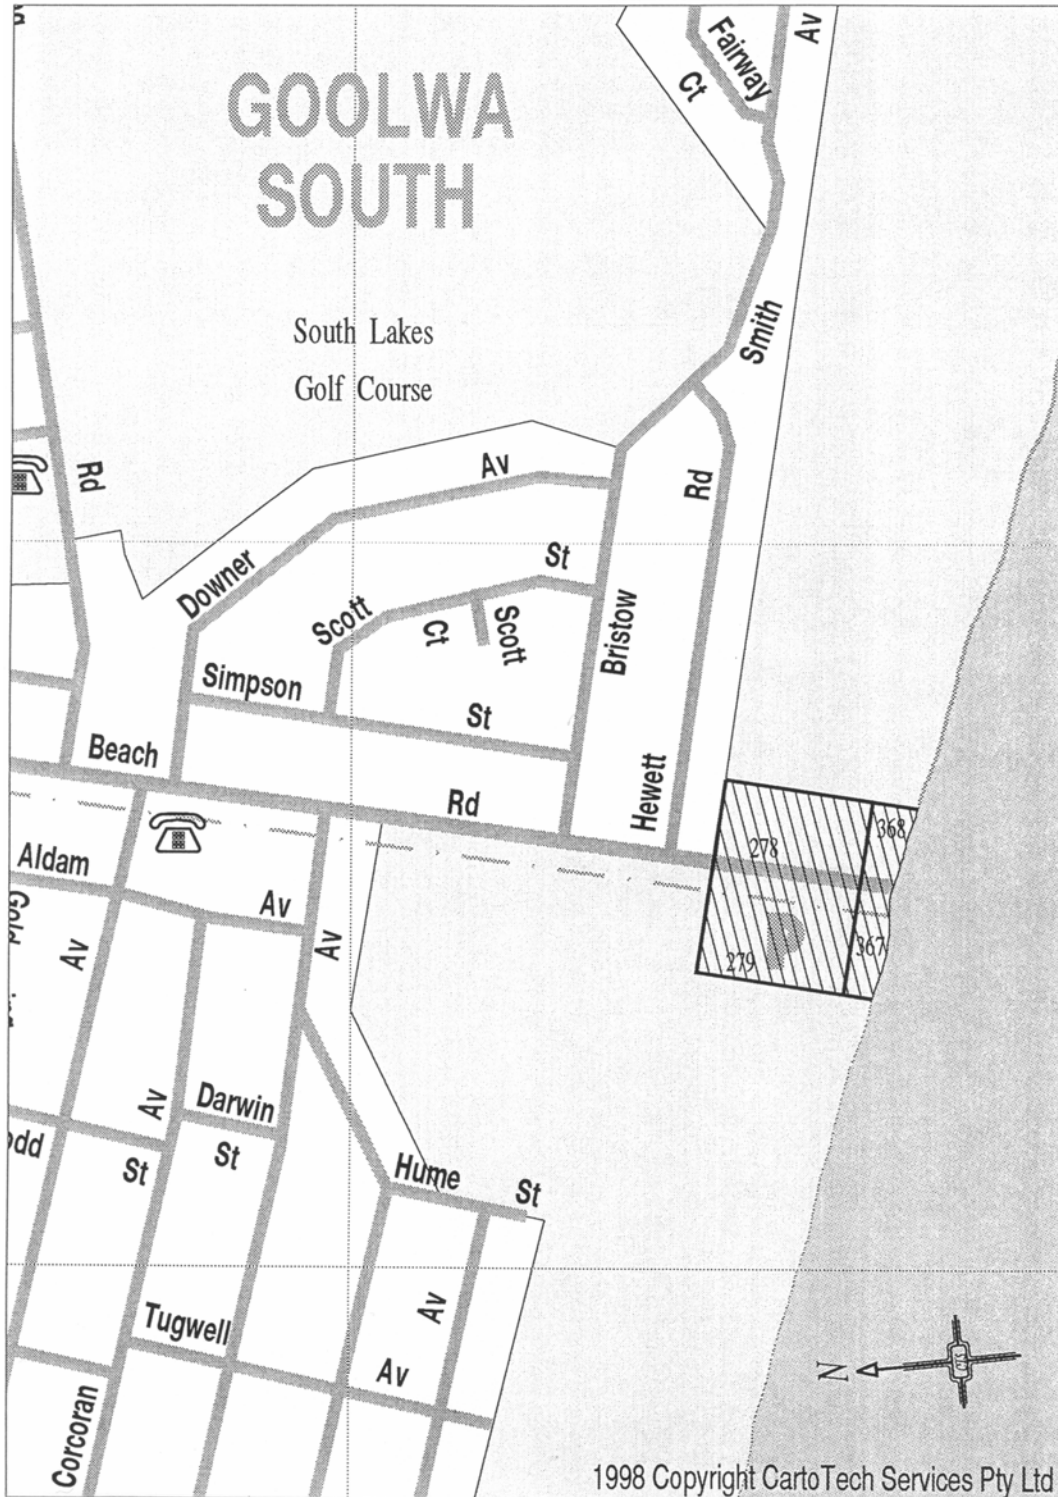 Fairway
Av
Ct
GOOLWA
SOUTH
South Lakes
Golf Course
Smith
Rd
Av
Rd
Downer
St
Scott
Ct
Scott
Bristow
Simpson
St
Beach
Rd
Hewett
278
368
Aldam
Av
Av
Av
279
P
367
Darwin
Av
St
St
Hume
St
Tugwell
Av
Av
N
Corcoran
1998 Copyright CartoTech Services Pty Ltd